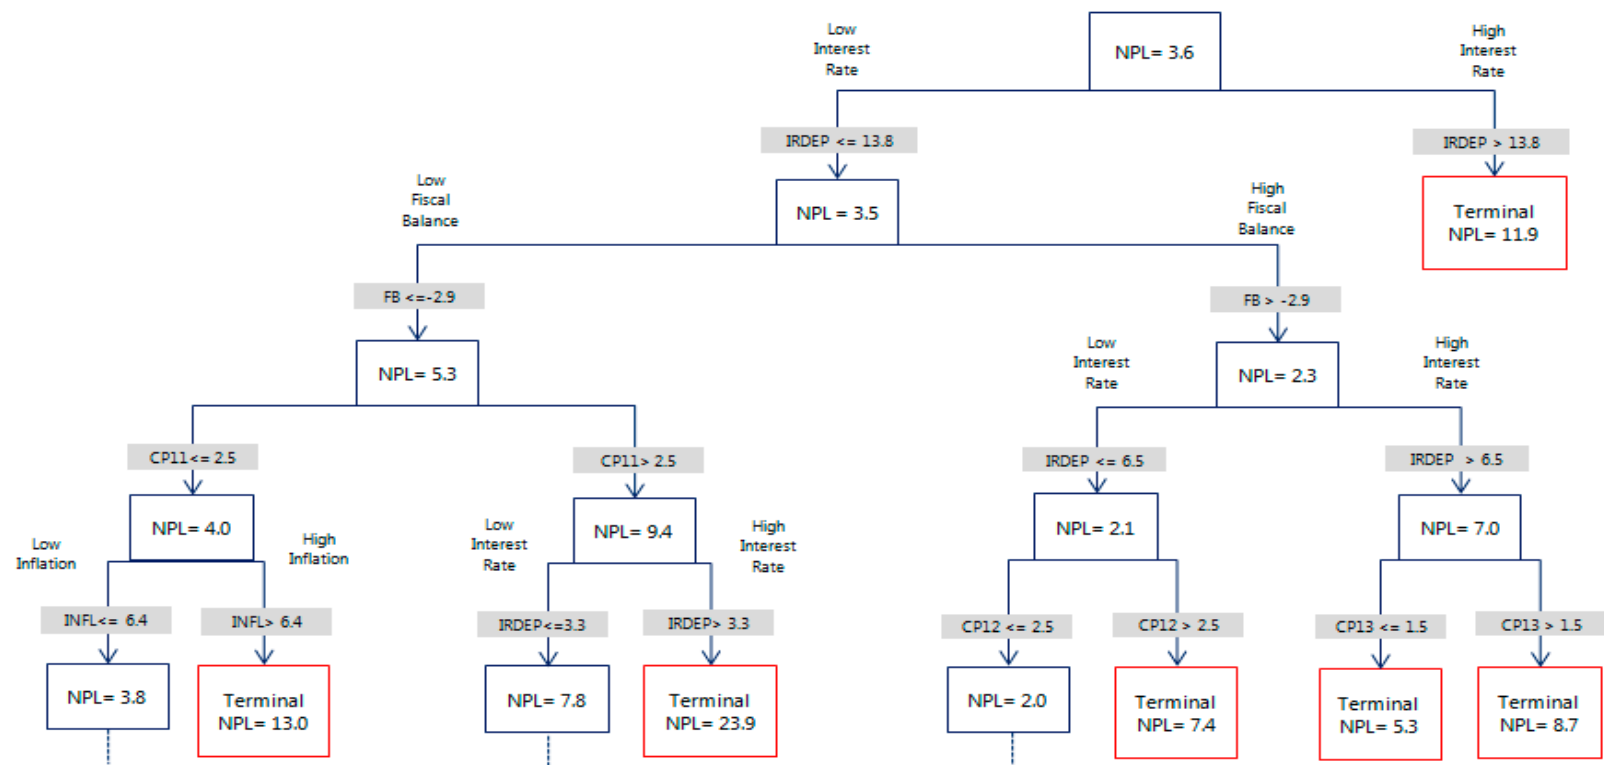 Low
Interest
Rate
NPL= 3.6
High
Interest
Rate
IRDEP <= 13.8
IRDEP > 13.8
Low
Fiscal
Balance
NPL = 3.5
High
Fiscal
Balance
Terminal
NPL= 11.9
FB <=-2.9
FB > -2.9
NPL= 5.3
Low
Interest
Rate
NPL= 2.3
High
Interest
Rate
CP11<= 2.5
CP11> 2.5
IRDEP <= 6.5
IRDEP > 6.5
Low
Inflation
NPL= 4.0
High
Inflation
Low
Interest
Rate
NPL= 9.4
High
Interest
Rate
NPL= 2.1
NPL= 7.0
INFL<= 6.4
INFL> 6.4
IRDEP<=3.3
IRDEP> 3.3
CP12 <= 2.5
CP12 > 2.5
CP13 <= 1.5
CP13 > 1.5
NPL= 3.8
Terminal
NPL= 13.0
NPL= 7.8
Terminal
NPL= 23.9
NPL= 2.0
Terminal
NPL= 7.4
Terminal
NPL= 5.3
Terminal
NPL= 8.7